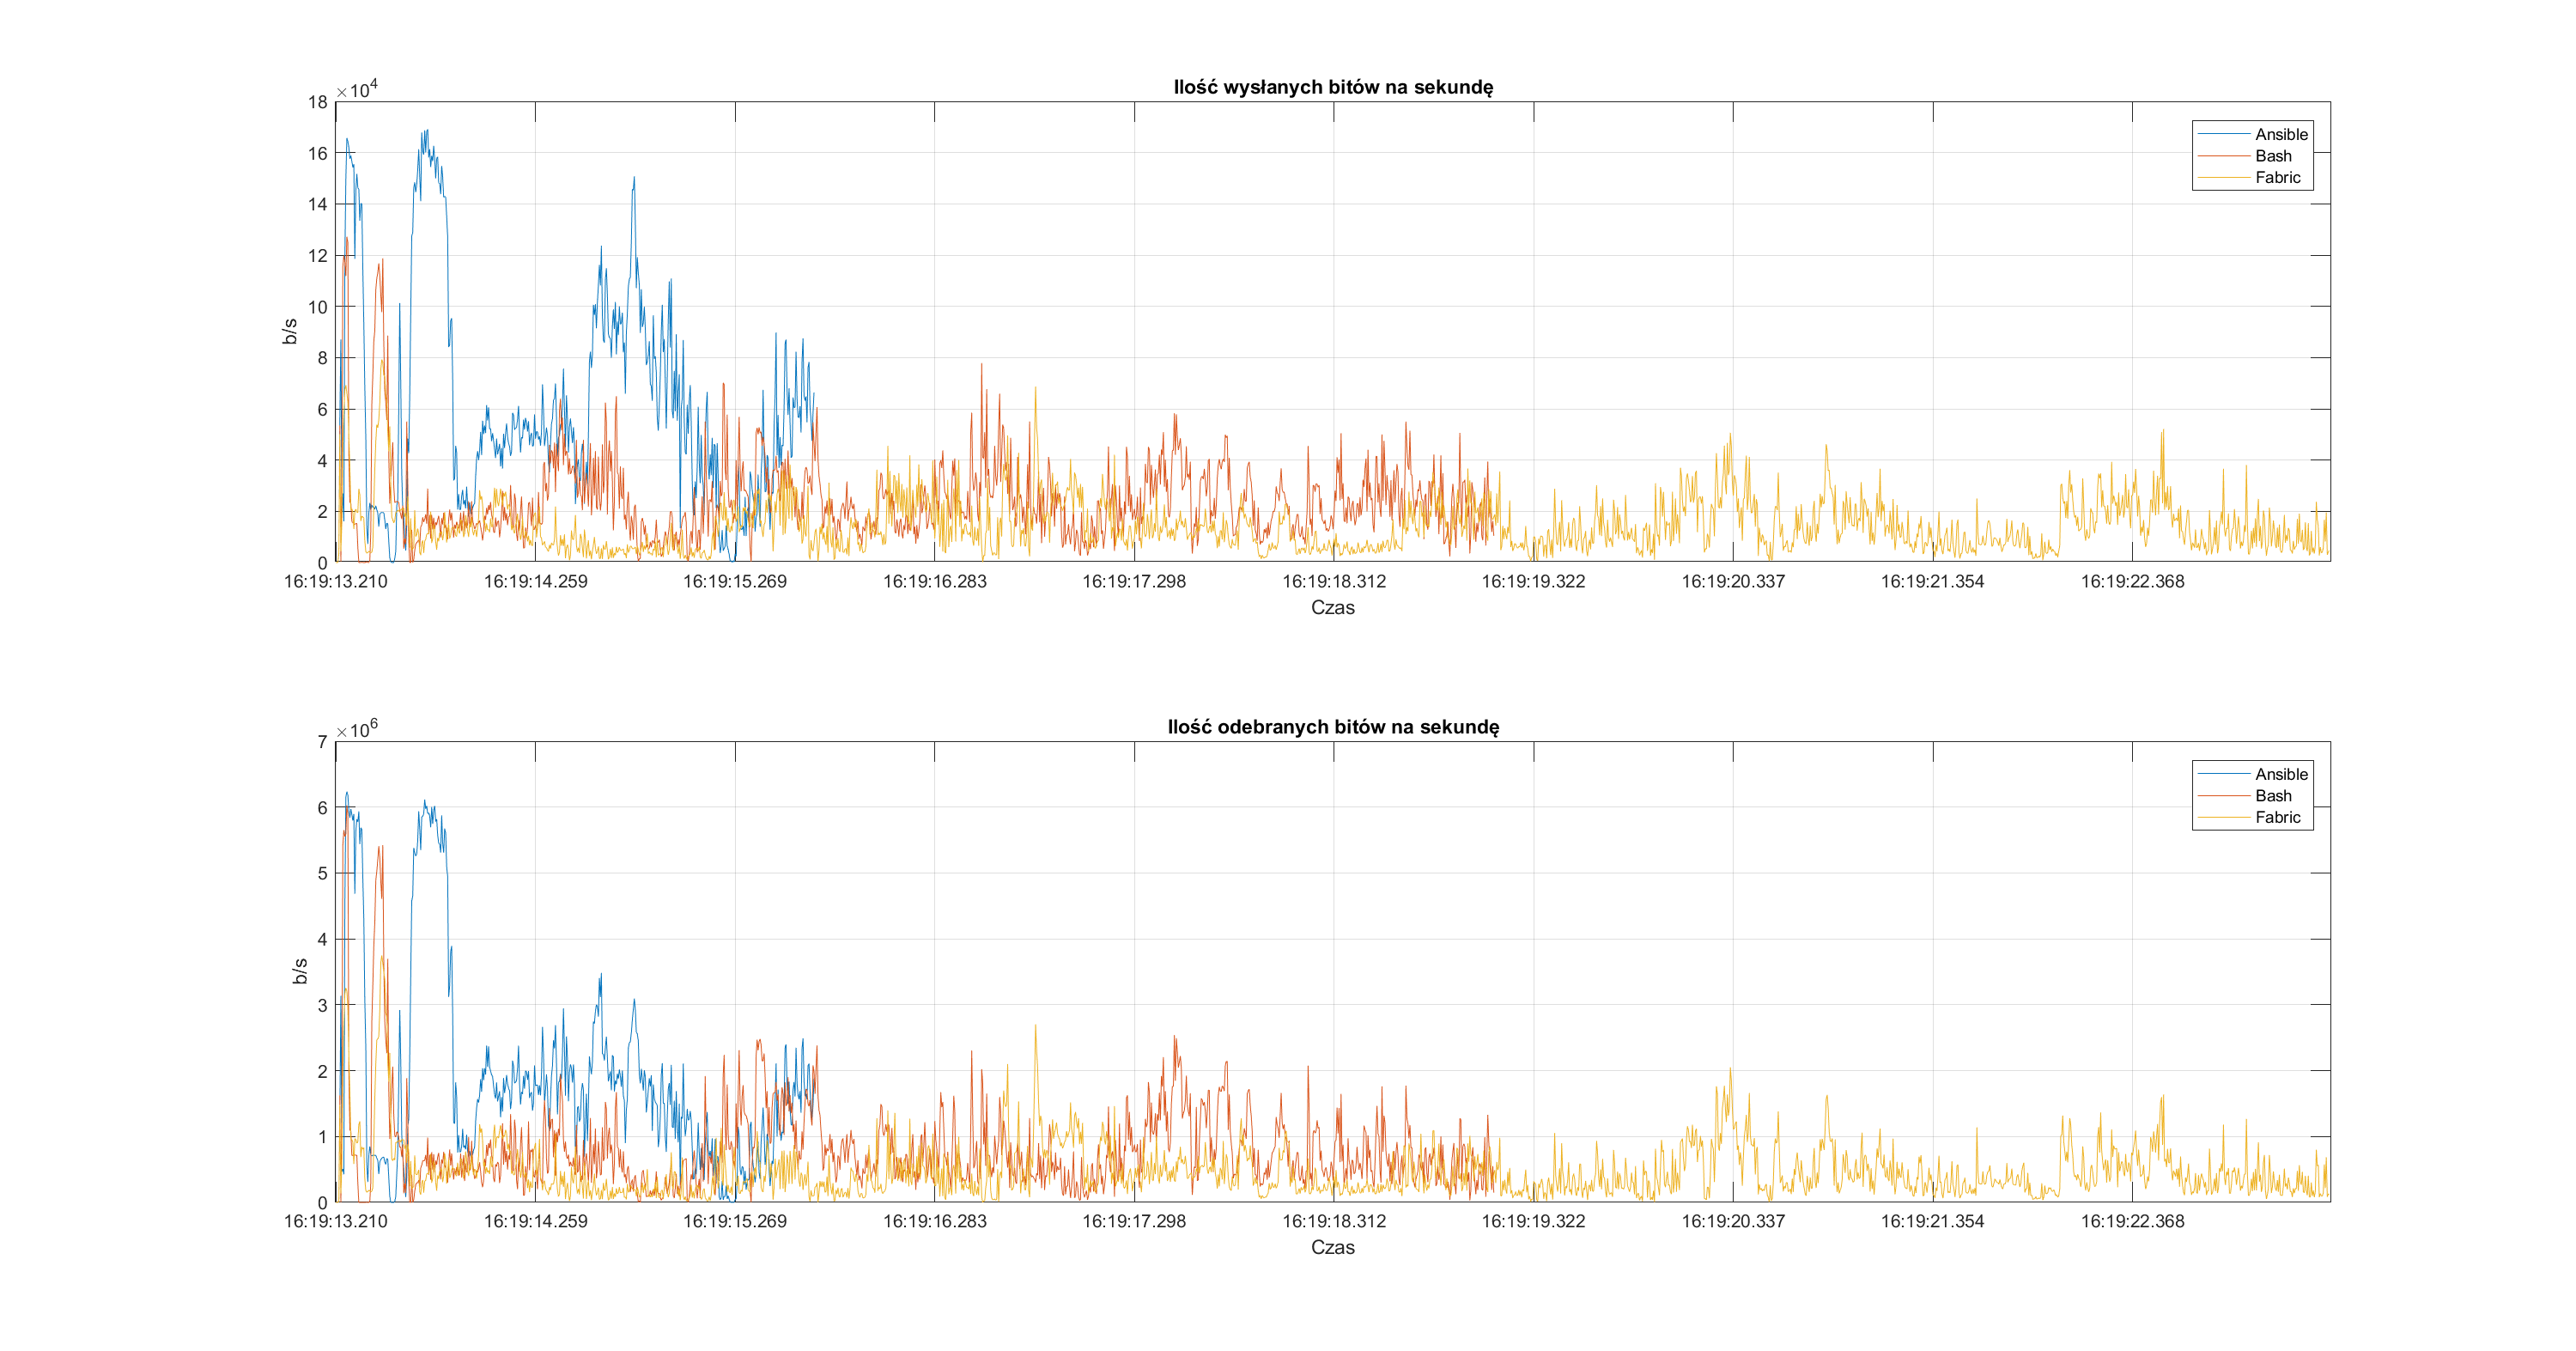 Ilość wysłanych bitów na sekundę
×10^4
18
16
14
12
10
8
6
4
2
0
b/s
Ansible
Bash
Fabric
16:19:13.210 16:19:14.259 16:19:15.269 16:19:16.283 16:19:17.298 16:19:18.312 16:19:19.322 16:19:20.337 16:19:21.354 16:19:22.368
Czas
Ilość odebranych bitów na sekundę
×10^6
7
6
5
4
3
2
1
0
b/s
Ansible
Bash
Fabric
16:19:13.210 16:19:14.259 16:19:15.269 16:19:16.283 16:19:17.298 16:19:18.312 16:19:19.322 16:19:20.337 16:19:21.354 16:19:22.368
Czas